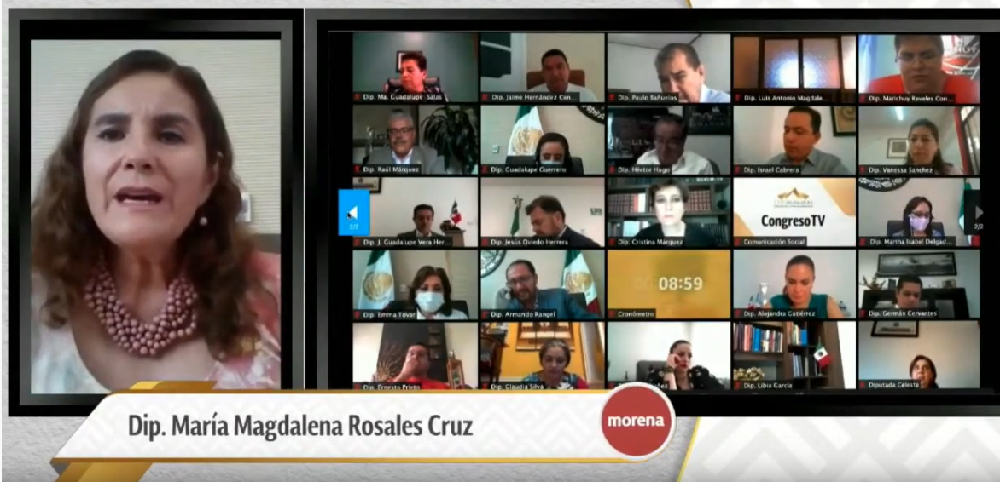 Dip. Ma. Guadalupe Salas
Dip. Jaime Hernández Cen...
Dip. Paulo Bañuelos
Dip. Luis Antonio Magdale...
Dip. Marichuy Reveles Con...
Dip. Raúl Márquez
Dip. Guadalupe Guerrero
Dip. Héctor Hugo
Dip. Israel Cabrera
Dip. Vanessa Sanchez
2/2
Dip. J. Guadalupe Vera Her...
Dip. Jesús Oviedo Herrera
Dip. Cristina Márquez
CongresoTV
Comunicación Social
Dip. Martha Isabel Delgad...
2/2
Dip. Emma Tovar
Dip. Armando Rangel
08:59
Cronómetro
Dip. Alejandra Gutiérrez
Dip. Germán Cervantes
Dip. Ernesto Prieto
Dip. Claudia Silva
Dip. Libia García
Diputada Celeste
Dip. María Magdalena Rosales Cruz
morena